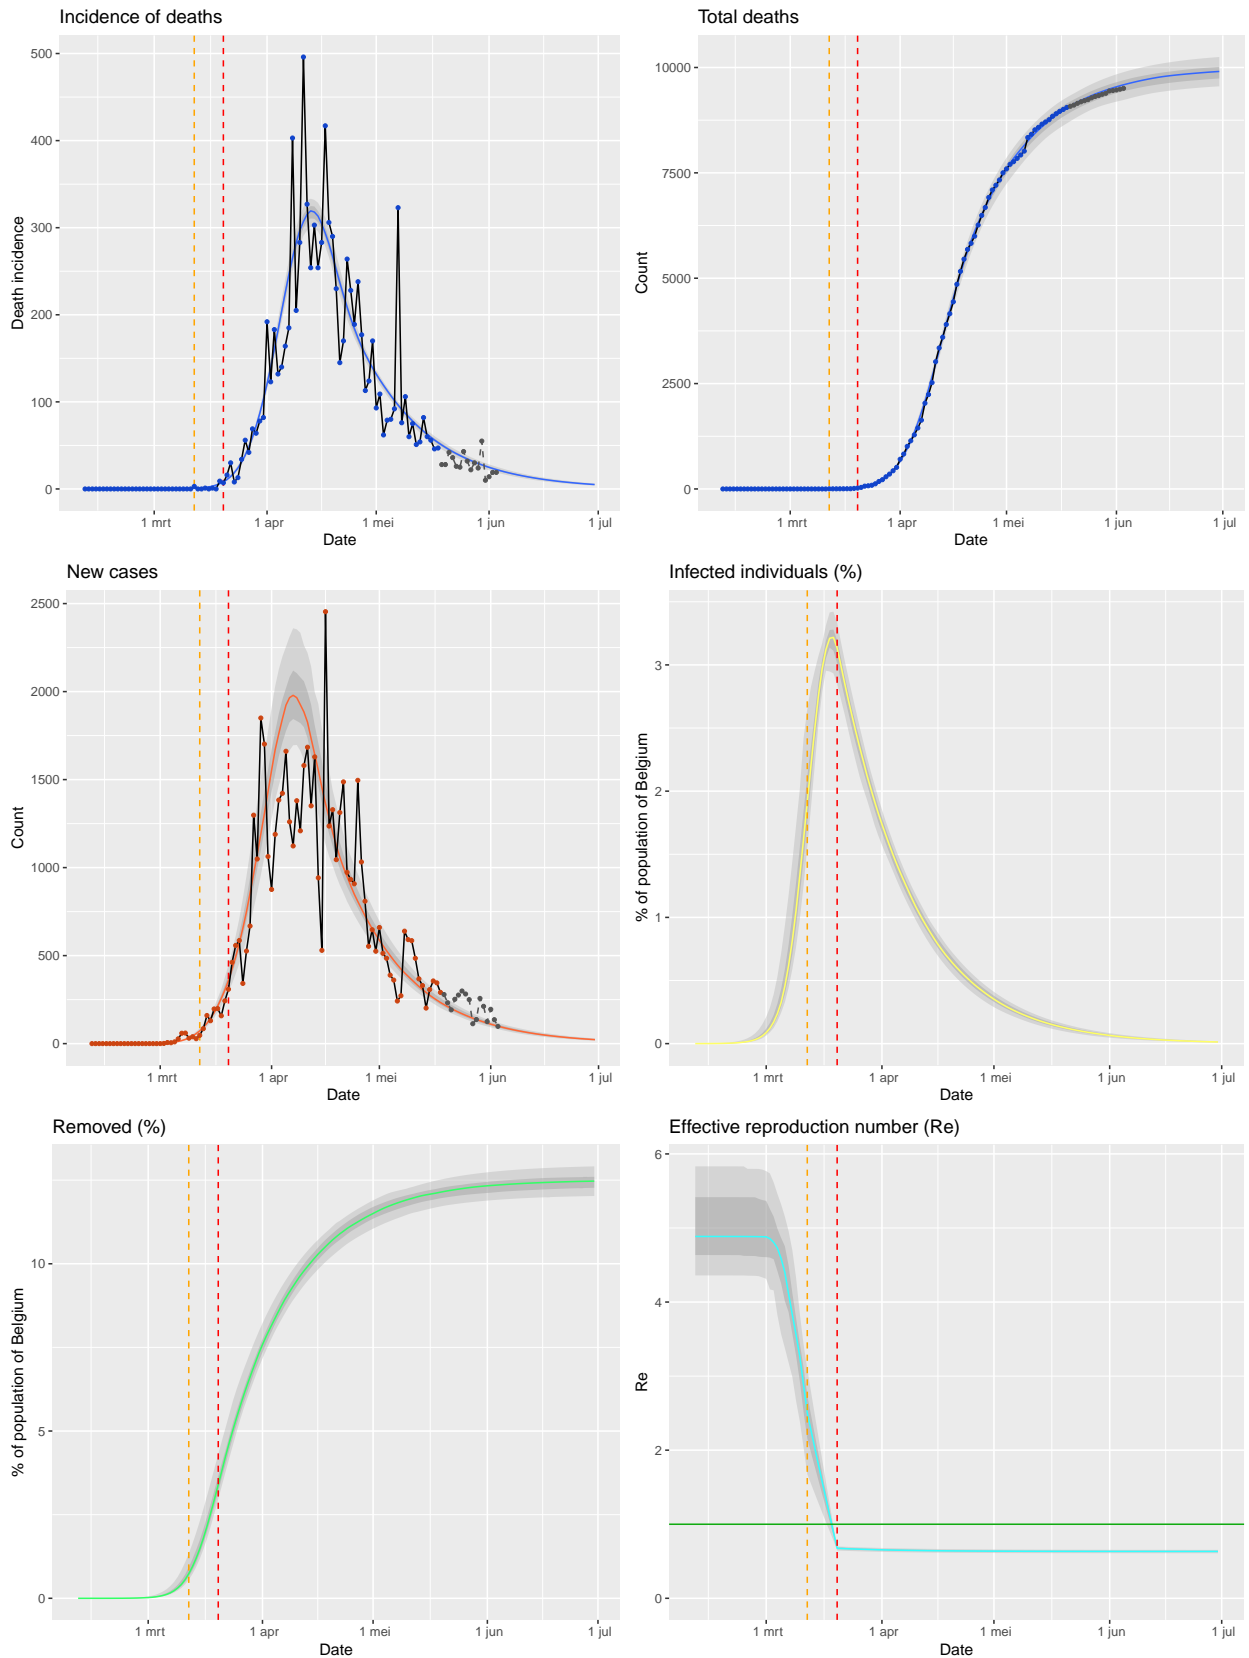 Incidence of deaths
500
400
300
200
100
0
Death incidence
1 mrt 1 apr 1 mei 1 jun 1 jul
Date
Total deaths
10000
7500
5000
2500
0
Count
1 mrt 1 apr 1 mei 1 jun 1 jul
Date
New cases
2500
2000
1500
1000
500
0
Count
1 mrt 1 apr 1 mei 1 jun 1 jul
Date
Infected individuals (%)
3
2
1
0
% of population of Belgium
1 mrt 1 apr 1 mei 1 jun 1 jul
Date
Removed (%)
10
5
0
% of population of Belgium
1 mrt 1 apr 1 mei 1 jun 1 jul
Date
Effective reproduction number (Re)
6
4
2
0
Re
1 mrt 1 apr 1 mei 1 jun 1 jul
Date